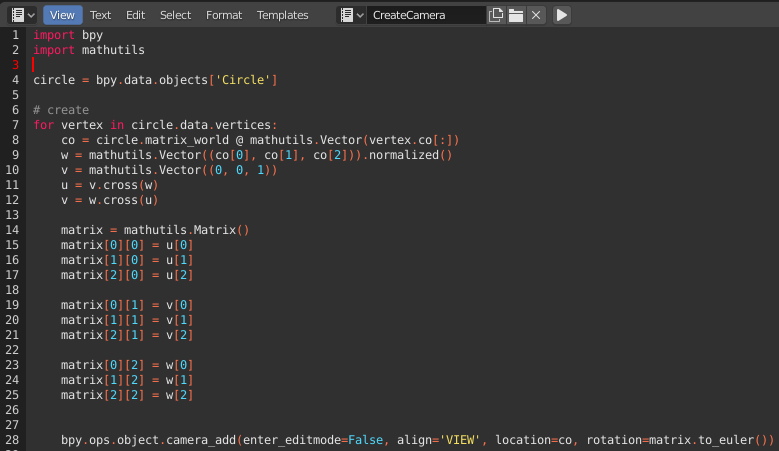 View Text Edit Select Format Templates CreateCamera
1 import bpy
2 import mathutils
3
4 circle = bpy.data.objects['Circle']
5
6 # create
7 for vertex in circle.data.vertices:
8     co = circle.matrix_world @ mathutils.Vector(vertex.co[:])
9     w = mathutils.Vector((co[0], co[1], co[2])).normalized()
10     v = mathutils.Vector((0, 0, 1))
11     u = v.cross(w)
12     v = w.cross(u)
13
14     matrix = mathutils.Matrix()
15     matrix[0][0] = u[0]
16     matrix[1][0] = u[1]
17     matrix[2][0] = u[2]
18
19     matrix[0][1] = v[0]
20     matrix[1][1] = v[1]
21     matrix[2][1] = v[2]
22
23     matrix[0][2] = w[0]
24     matrix[1][2] = w[1]
25     matrix[2][2] = w[2]
26
27
28     bpy.ops.object.camera_add(enter_editmode=False, align='VIEW', location=co, rotation=matrix.to_euler())